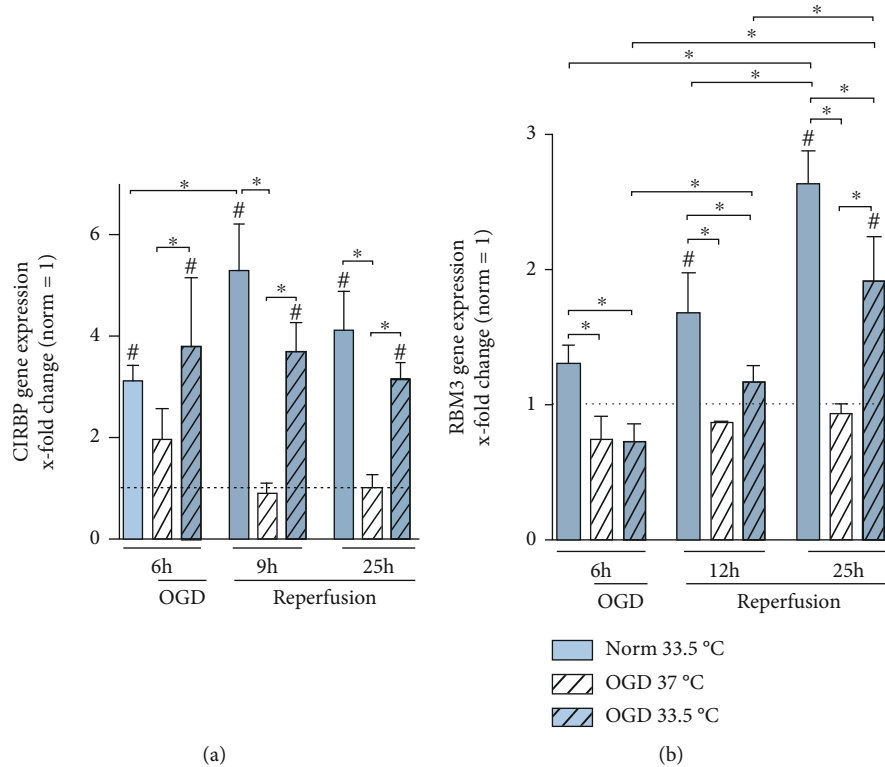 CIRBP gene expression
x-fold change (norm = 1)
6
4
2
0
*
*
*
*
*
*
#
#
#
#
#
#
6h
9h
25h
OGD
Reperfusion
(a)
RBM3 gene expression
x-fold change (norm = 1)
3
2
1
0
*
*
*
*
*
*
*
*
*
*
*
*
#
#
#
6h
12h
25h
OGD
Reperfusion
Norm 33.5 °C
OGD 37 °C
OGD 33.5 °C
(b)